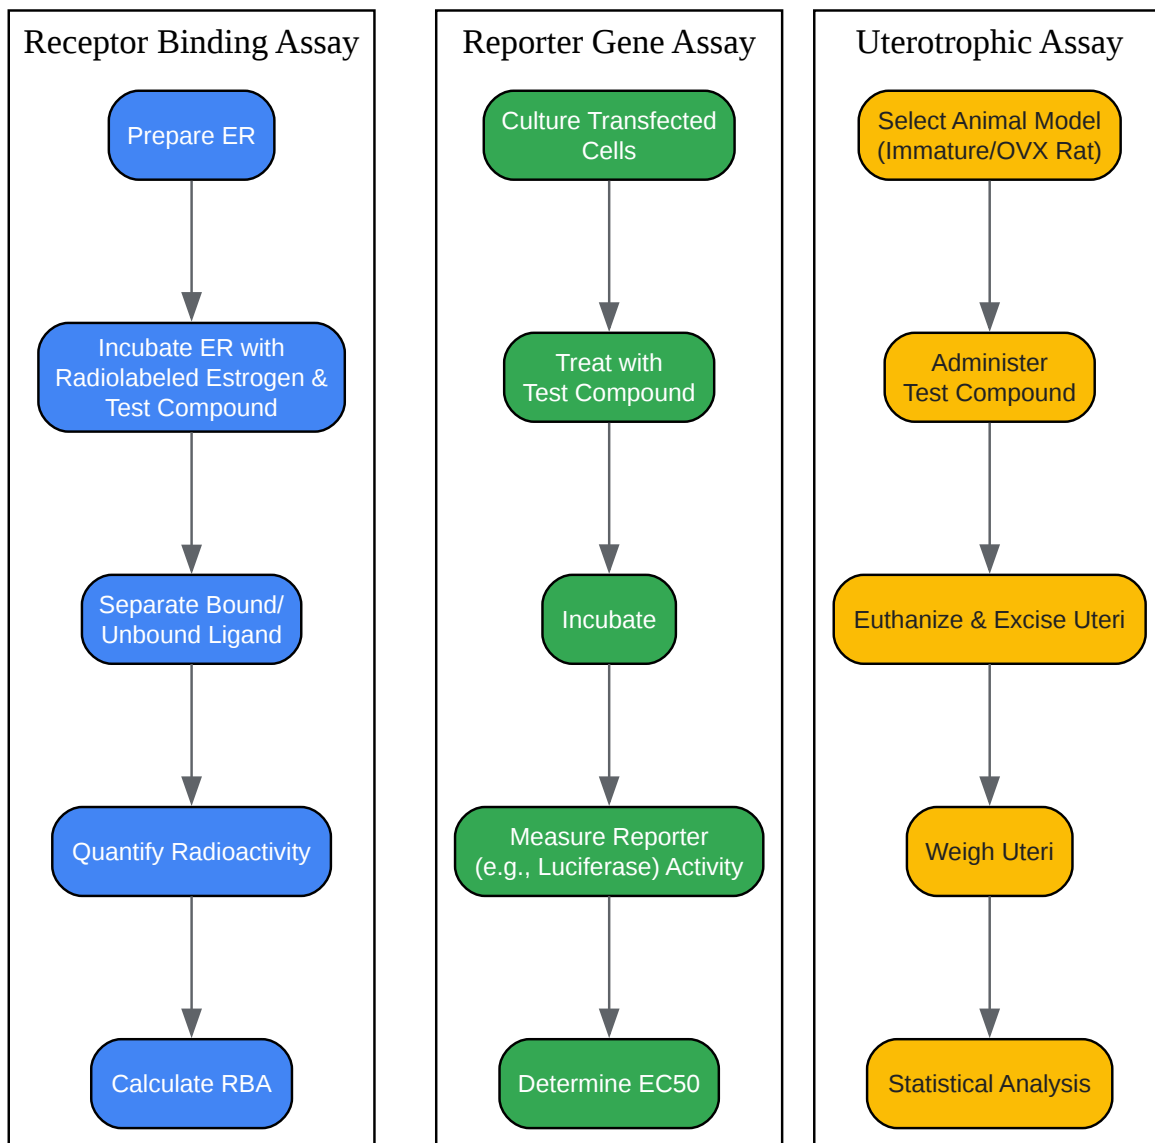 Receptor Binding Assay
Prepare ER
Incubate ER with
Radiolabeled Estrogen &
Test Compound
Separate Bound/
Unbound Ligand
Quantify Radioactivity
Calculate RBA
Reporter Gene Assay
Culture Transfected
Cells
Treat with
Test Compound
Incubate
Measure Reporter
(e.g., Luciferase) Activity
Determine EC50
Uterotrophic Assay
Select Animal Model
(Immature/OVX Rat)
Administer
Test Compound
Euthanize & Excise Uteri
Weigh Uteri
Statistical Analysis